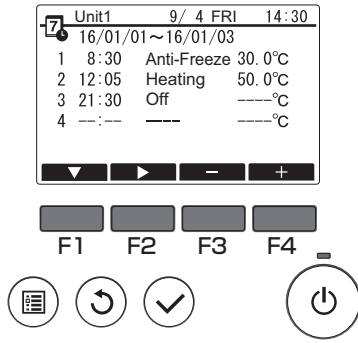 7 Unit1 9/ 4 FRI 14:30
16/01/01～16/01/03
1 8:30 Anti-Freeze 30. 0°C
2 12:05 Heating 50. 0°C
3 21:30 Off ----°C
4 --:-- ---- ----°C
▼ ▶ − +
F1 F2 F3 F4